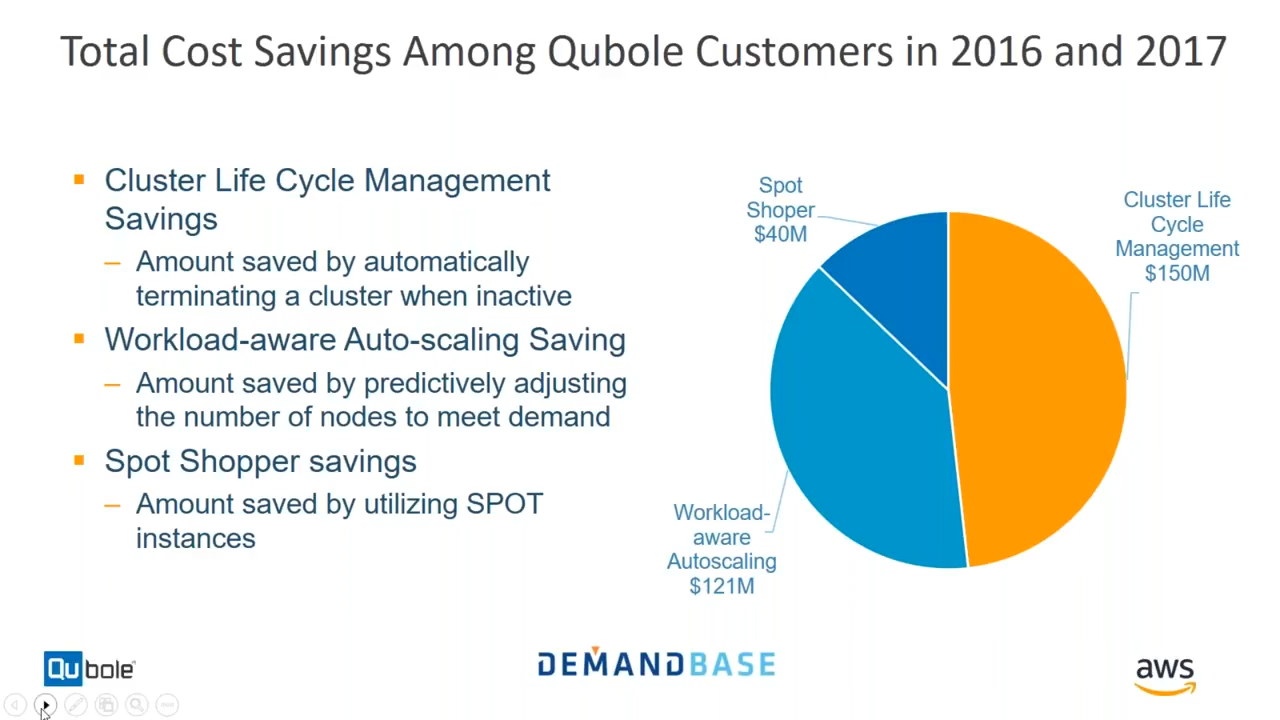 Total Cost Savings Among Qubole Customers in 2016 and 2017
Cluster Life Cycle Management
Savings
– Amount saved by automatically
terminating a cluster when inactive
Workload-aware Auto-scaling Saving
– Amount saved by predictively adjusting
the number of nodes to meet demand
Spot Shopper savings
– Amount saved by utilizing SPOT
instances
Spot
Shoper
$40M
Cluster Life
Cycle
Management
$150M
Workload-
aware
Autoscaling
$121M
Qubole
DEMANDBASE
aws